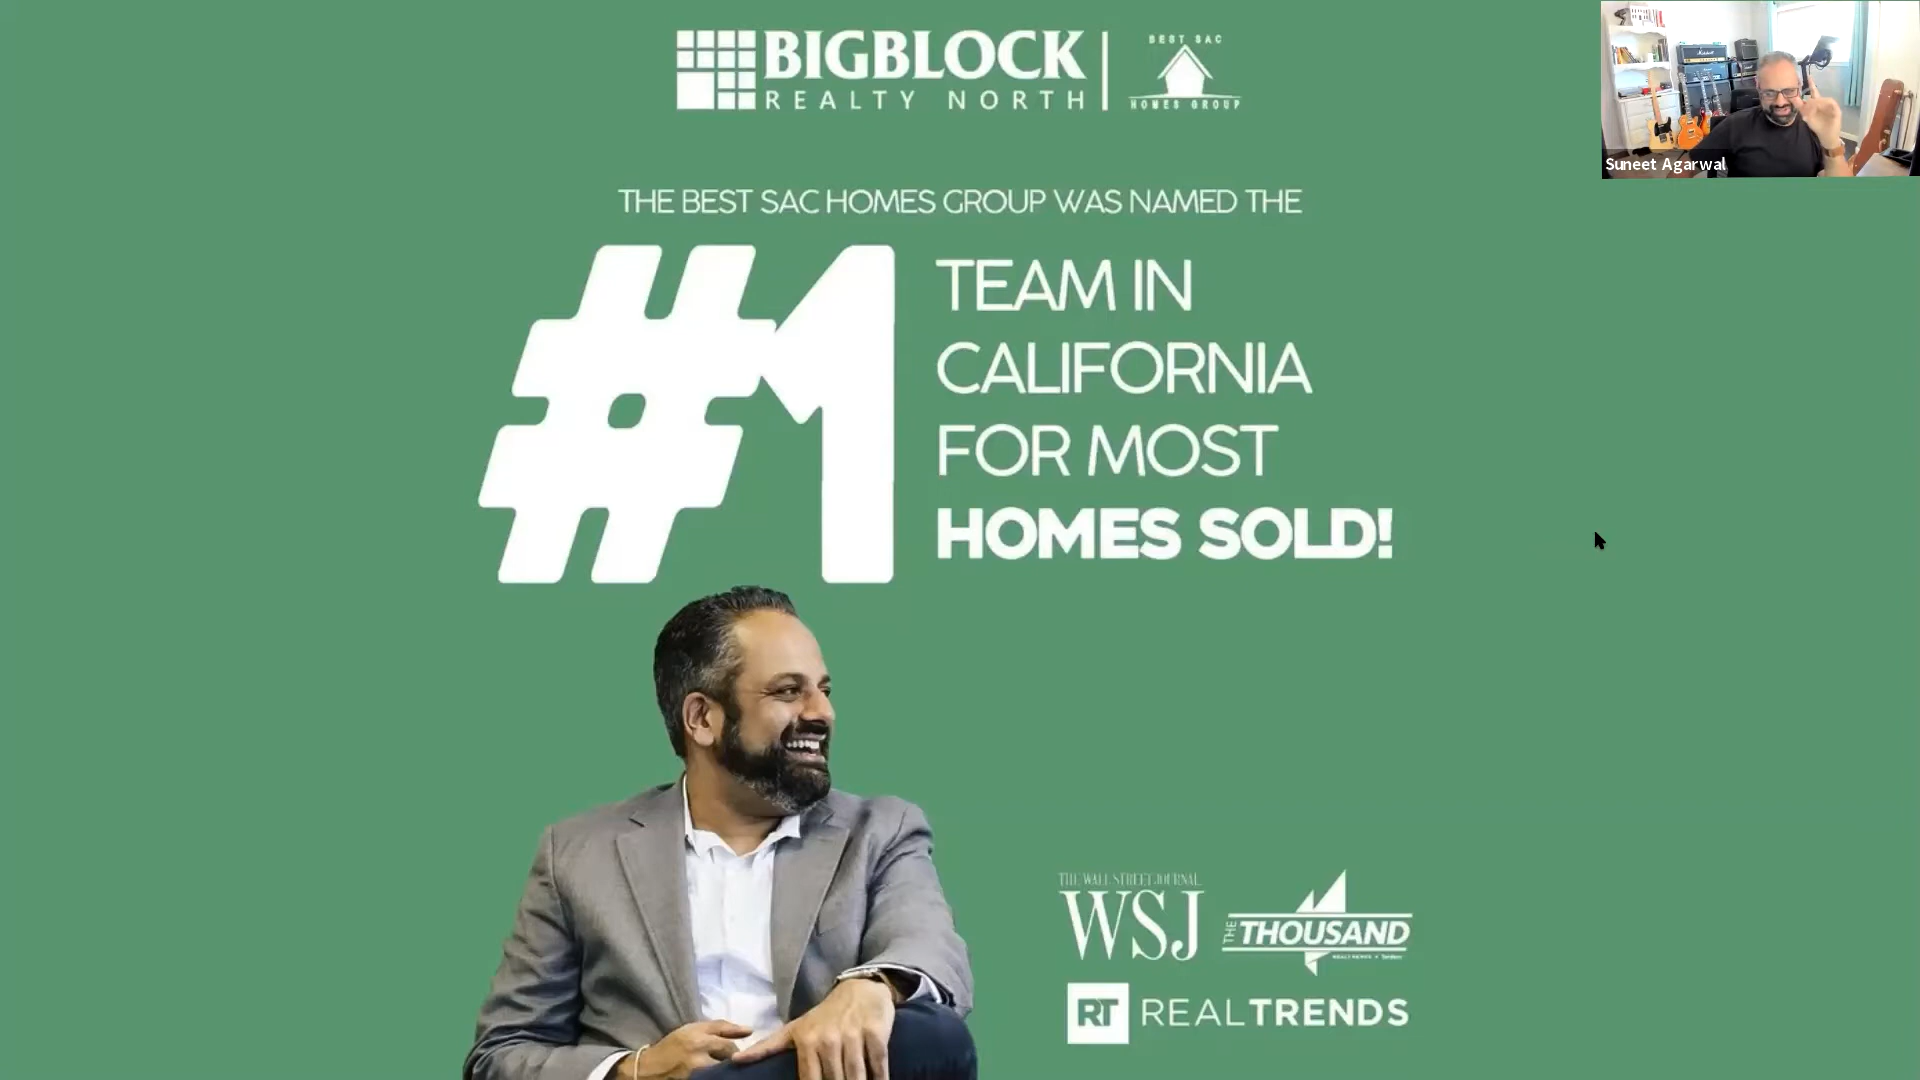 BIGBLOCK
REALTY NORTH
BEST SAC
HOMES GROUP
Suneet Agarwal
THE BEST SAC HOMES GROUP WAS NAMED THE
#1
TEAM IN
CALIFORNIA
FOR MOST
HOMES SOLD!
THE WALL STREET JOURNAL.
WSJ
THE THOUSAND
RT REALTRENDS